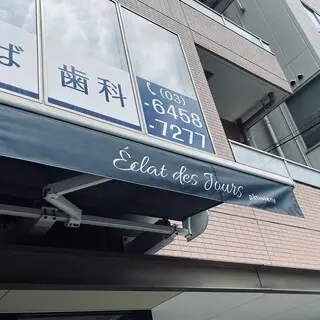 ば 歯科
(03)
6458
7277
Éclat des Jours
pâtisserie